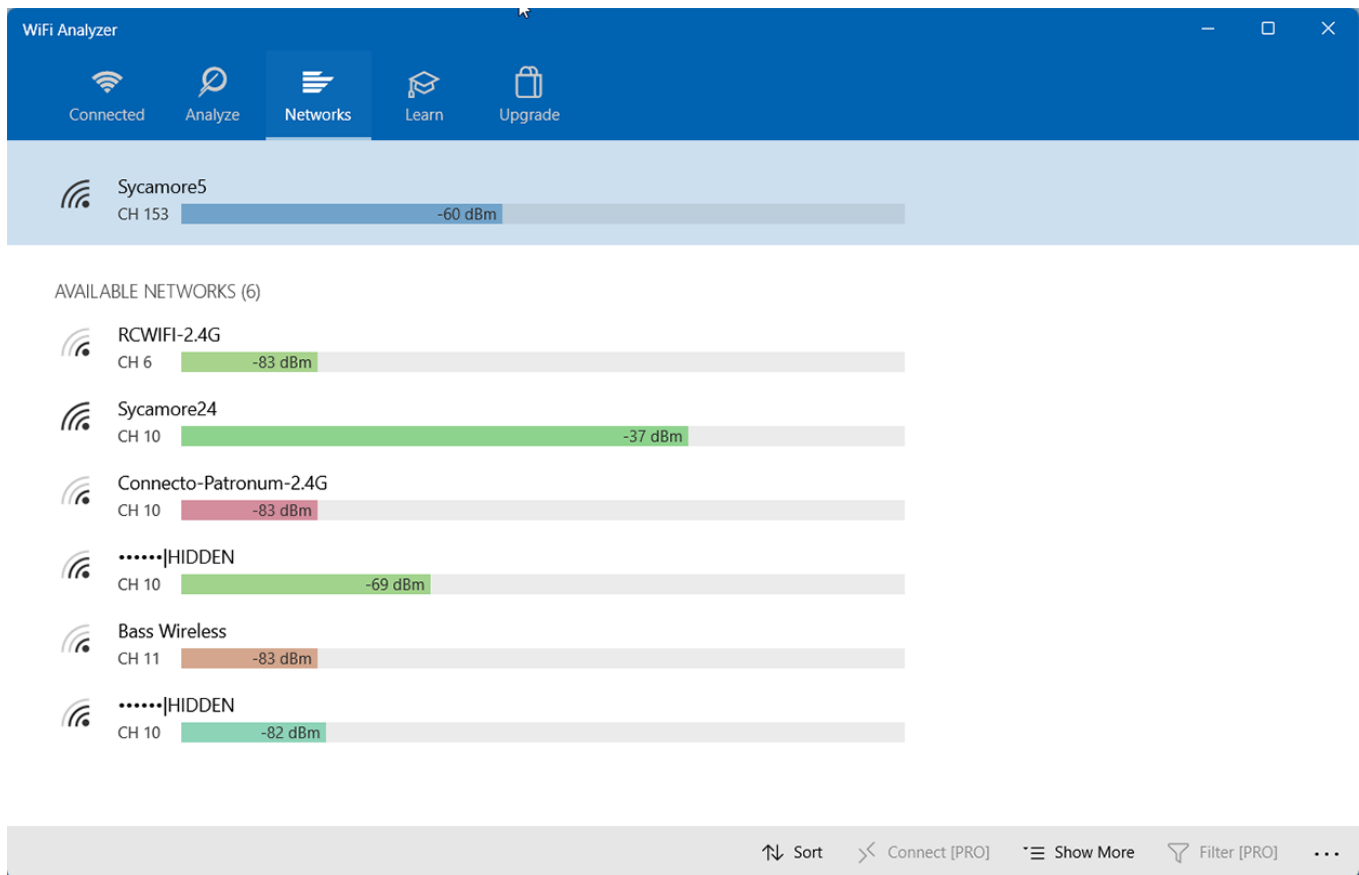 WiFi Analyzer
Connected Analyze Networks Learn Upgrade
Sycamore5
CH 153 -60 dBm
AVAILABLE NETWORKS (6)
RCWIFI-2.4G
CH 6 -83 dBm
Sycamore24
CH 10 -37 dBm
Connecto-Patronum-2.4G
CH 10 -83 dBm
••••••|HIDDEN
CH 10 -69 dBm
Bass Wireless
CH 11 -83 dBm
••••••|HIDDEN
CH 10 -82 dBm
Sort Connect [PRO] Show More Filter [PRO] ...